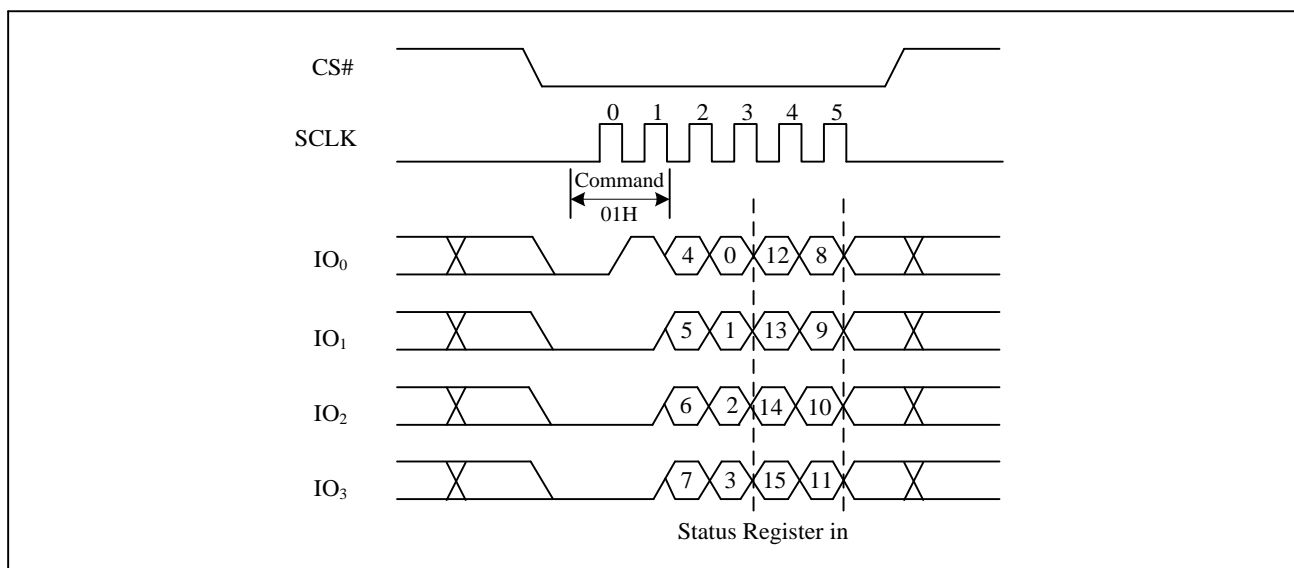 CS#
0 1 2 3 4 5
SCLK
Command
01H
IO0 4 0 12 8
IO1 5 1 13 9
IO2 6 2 14 10
IO3 7 3 15 11
Status Register in